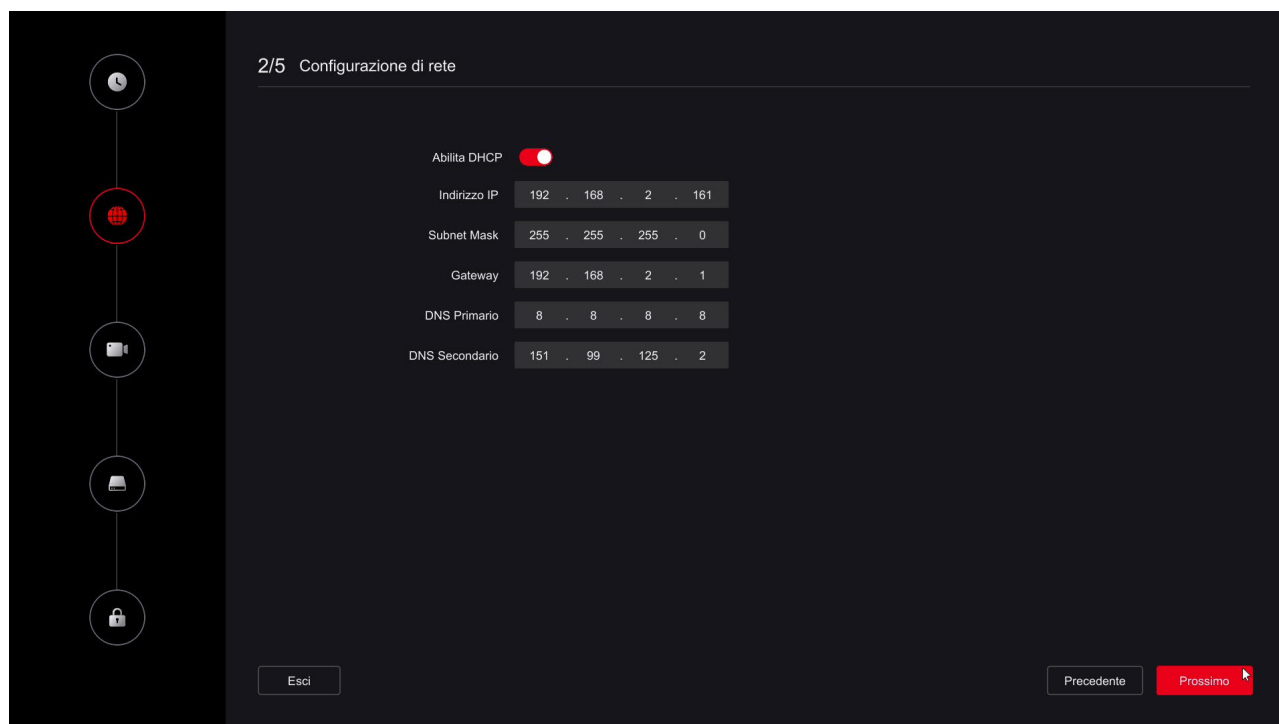 2/5 Configurazione di rete
Abilita DHCP
Indirizzo IP 192 . 168 . 2 . 161
Subnet Mask 255 . 255 . 255 . 0
Gateway 192 . 168 . 2 . 1
DNS Primario 8 . 8 . 8 . 8
DNS Secondario 151 . 99 . 125 . 2
Esci Precedente Prossimo